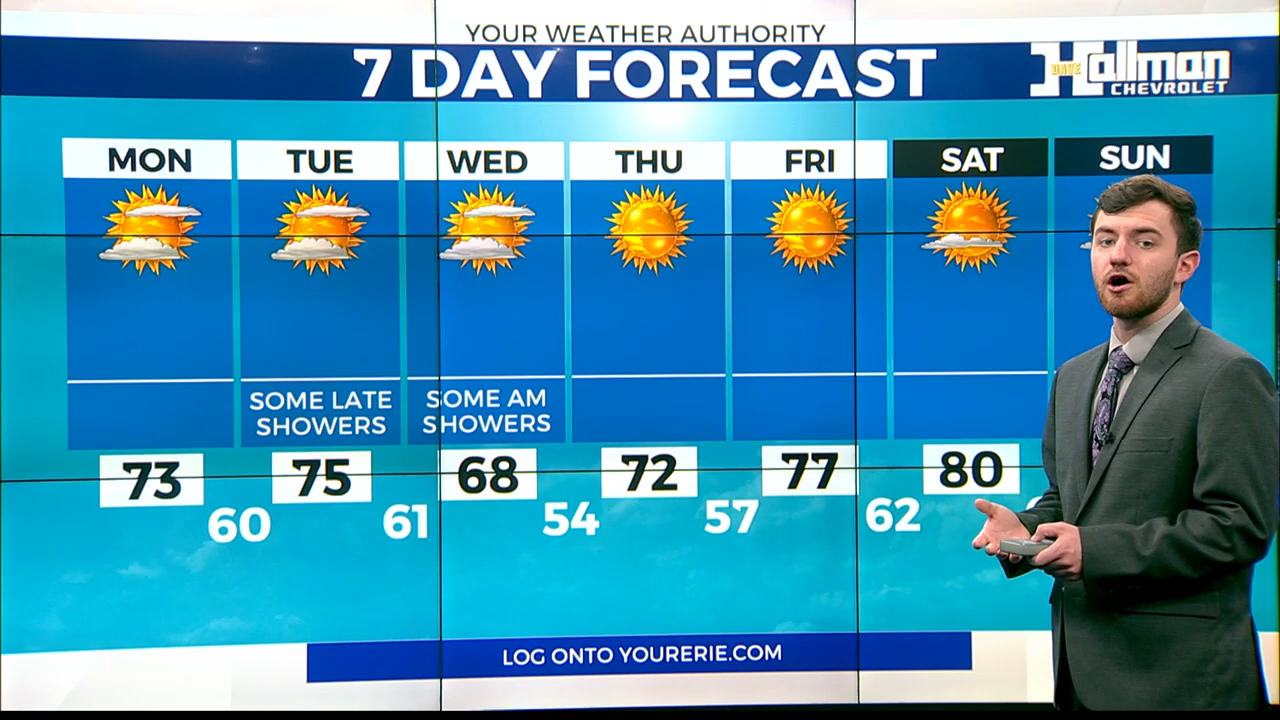 YOUR WEATHER AUTHORITY
7 DAY FORECAST
DAVE Hallman
CHEVROLET
MON TUE WED THU FRI SAT SUN
SOME LATE
SHOWERS
SOME AM
SHOWERS
73 75 68 72 77 80
60 61 54 57 62
LOG ONTO YOURERIE.COM